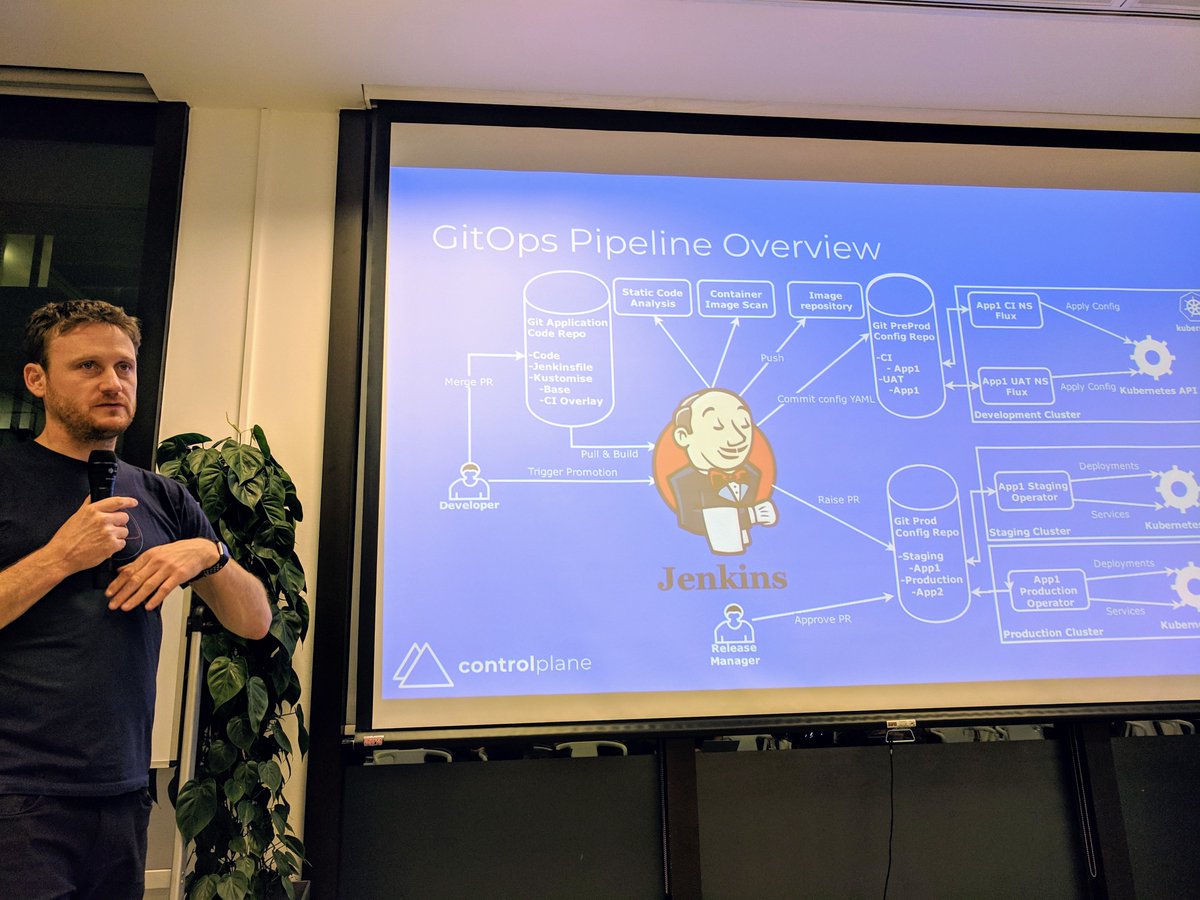 GitOps Pipeline Overview
Static Code
Analysis
Container
Image Scan
Image
repository
Git Application
Code Repo
-Code
-Jenkinsfile
-Kustomise
-Base
-CI Overlay
Git PreProd
Config Repo
-CI
- App1
-UAT
-App1
App1 CI NS
Flux
Apply Config
Kubernetes API
App1 UAT NS
Flux
Apply Config
Development Cluster
Merge PR
Push
Commit config YAML
Pull & Build
Trigger Promotion
Developer
Raise PR
Jenkins
Git Prod
Config Repo
-Staging
-App1
-Production
-App2
App1 Staging
Operator
Deployments
Services
Kubernetes
Staging Cluster
App1
Production
Operator
Deployments
Services
Kuberne
Production Cluster
Approve PR
Release
Manager
controlplane